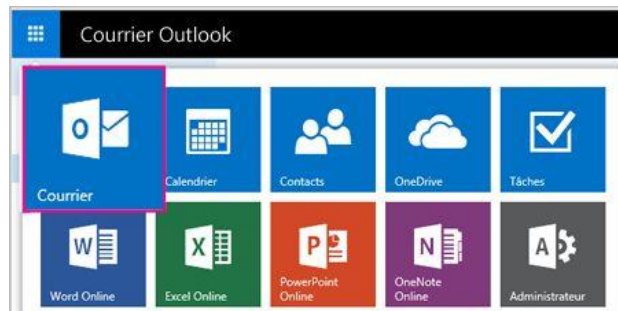 Courrier Outlook
Courrier
Calendrier
Contacts
OneDrive
Tâches
Word Online
Excel Online
PowerPoint
Online
OneNote
Online
Administrateur